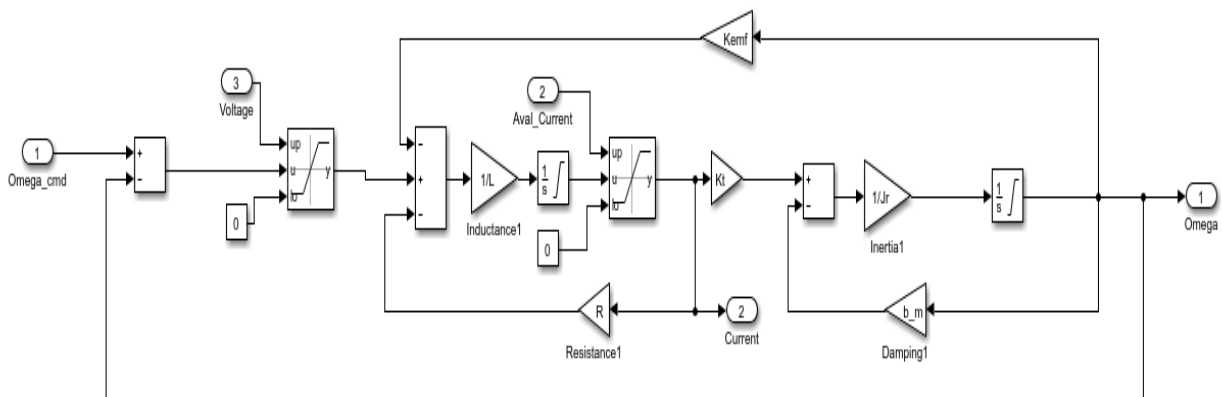 Kemf
3
Voltage
2
Aval_Current
1
Omega_cmd
+
-
up
u
y
lo
0
-
+
-
1/L
Inductance1
1
s
up
u
y
lo
0
Kt
+
-
1/Jr
Inertia1
1
s
1
Omega
R
Resistance1
2
Current
b_m
Damping1